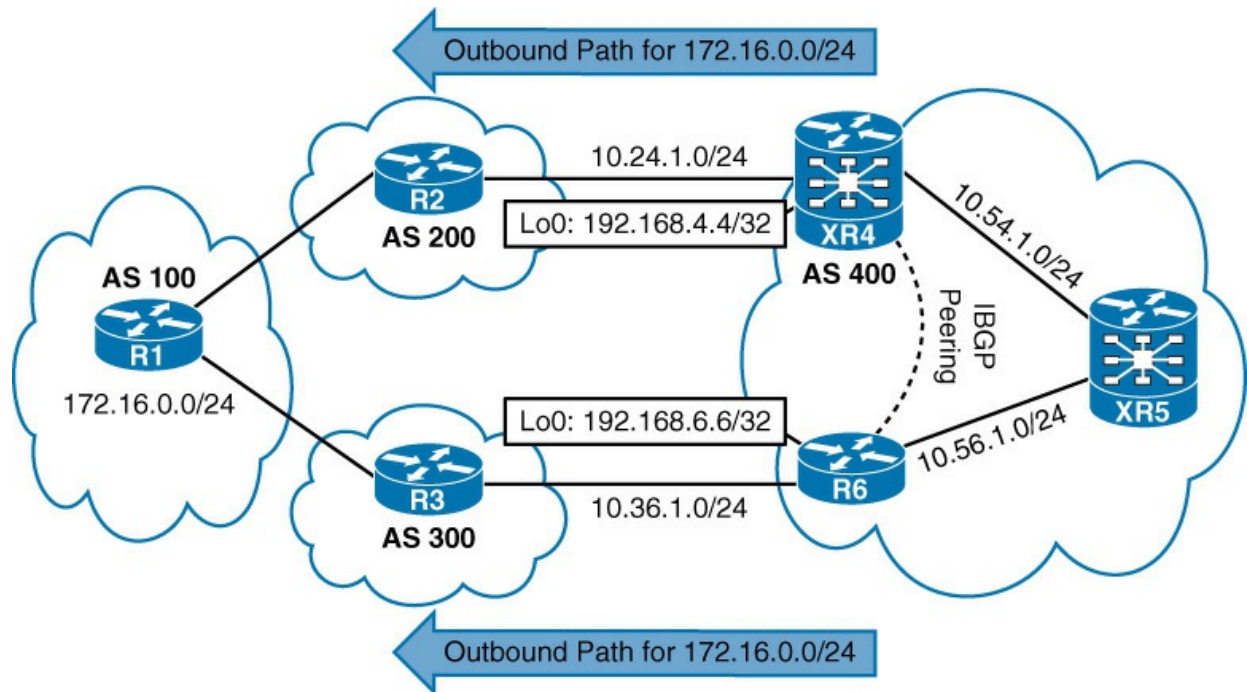 Outbound Path for 172.16.0.0/24
10.24.1.0/24
R2
Lo0: 192.168.4.4/32
AS 200
XR4
AS 400
10.54.1.0/24
AS 100
R1
172.16.0.0/24
IBGP
Peering
XR5
Lo0: 192.168.6.6/32
10.56.1.0/24
R3
R6
10.36.1.0/24
AS 300
Outbound Path for 172.16.0.0/24